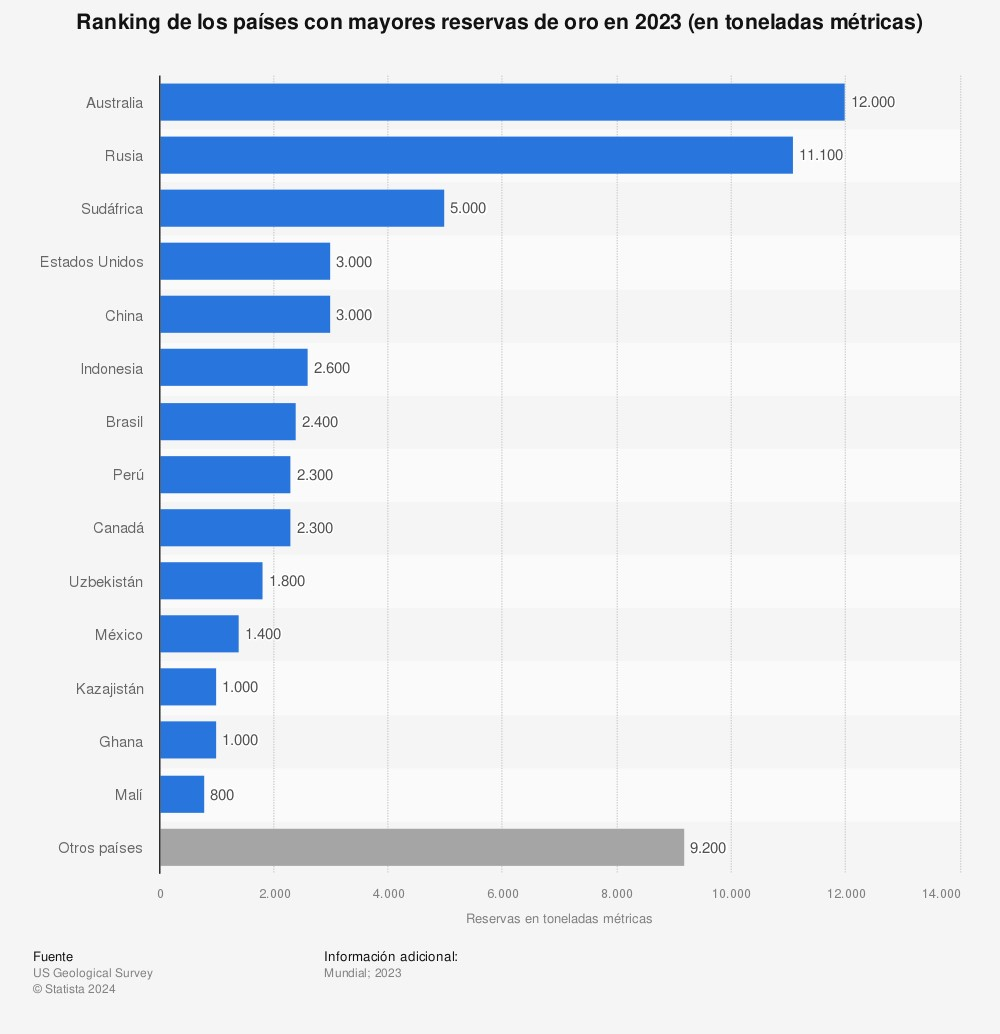 Ranking de los países con mayores reservas de oro en 2023 (en toneladas métricas)
Australia 12.000
Rusia 11.100
Sudáfrica 5.000
Estados Unidos 3.000
China 3.000
Indonesia 2.600
Brasil 2.400
Perú 2.300
Canadá 2.300
Uzbekistán 1.800
México 1.400
Kazajistán 1.000
Ghana 1.000
Malí 800
Otros países 9.200
0 2.000 4.000 6.000 8.000 10.000 12.000 14.000
Reservas en toneladas métricas
Fuente Información adicional:
US Geological Survey Mundial; 2023
© Statista 2024